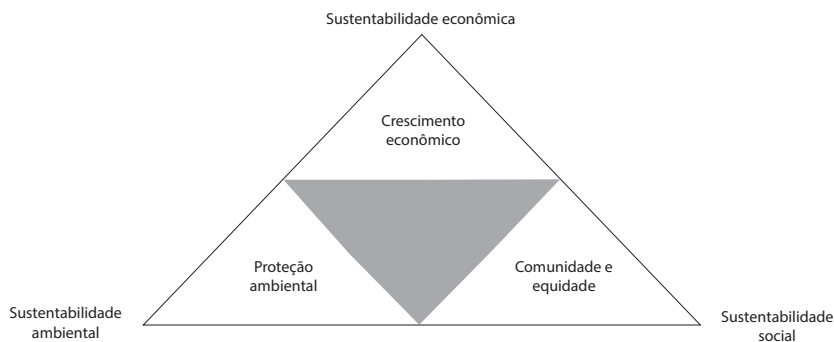 Sustentabilidade econômica
Crescimento
econômico
Proteção
ambiental
Comunidade e
equidade
Sustentabilidade
ambiental
Sustentabilidade
social